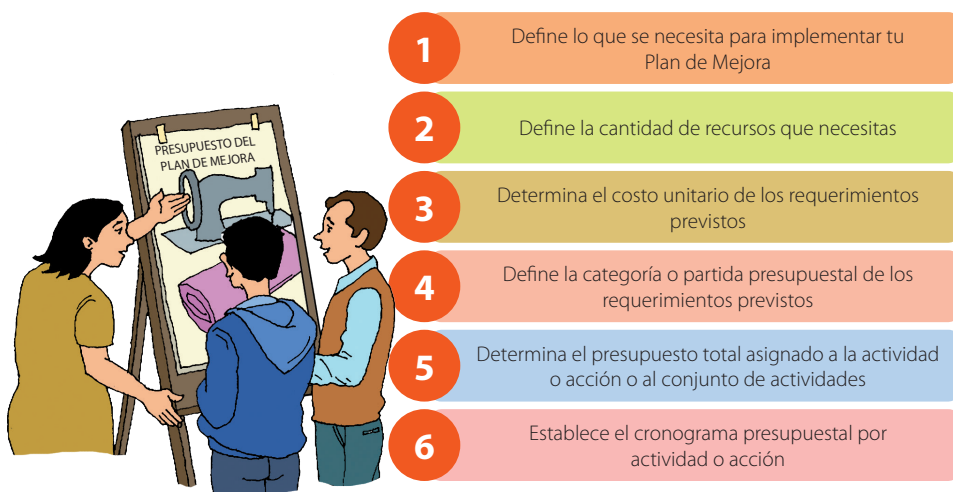 PRESUPUESTO DEL
PLAN DE MEJORA
1
Define lo que se necesita para implementar tu
Plan de Mejora
2
Define la cantidad de recursos que necesitas
3
Determina el costo unitario de los requerimientos
previstos
4
Define la categoría o partida presupuestal de los
requerimientos previstos
5
Determina el presupuesto total asignado a la actividad
o acción o al conjunto de actividades
6
Establece el cronograma presupuestal por
actividad o acción